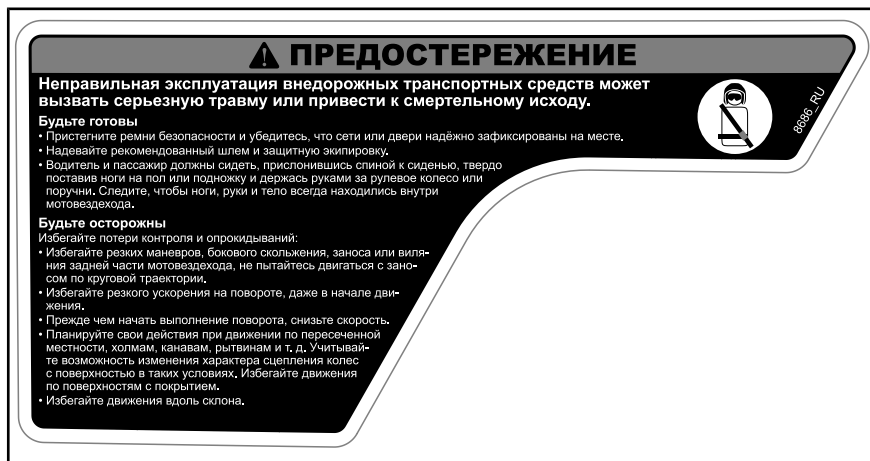 ПРЕДОСТЕРЕЖЕНИЕ
Неправильная эксплуатация внедорожных транспортных средств может
вызвать серьезную травму или привести к смертельному исходу.
Будьте готовы
• Пристегните ремни безопасности и убедитесь, что сети или двери надёжно зафиксированы на месте.
• Надевайте рекомендованный шлем и защитную экипировку.
• Водитель и пассажир должны сидеть, прислонившись спиной к сиденью, твердо
поставив ноги на пол или подножку и держась руками за рулевое колесо или
поручни. Следите, чтобы ноги, руки и тело всегда находились внутри
мотовездехода.
Будьте осторожны
Избегайте потери контроля и опрокидываний:
• Избегайте резких маневров, бокового скольжения, заноса или виля-
ния задней части мотовездехода, не пытайтесь двигаться с зано-
сом по круговой траектории.
• Избегайте резкого ускорения на повороте, даже в начале дви-
жения.
• Прежде чем начать выполнение поворота, снизьте скорость.
• Планируйте свои действия при движении по пересеченной
местности, холмам, канавам, рытвинам и т. д. Учитывай-
те возможность изменения характера сцепления колес
с поверхностью в таких условиях. Избегайте движения
по поверхностям с покрытием.
• Избегайте движения вдоль склона.
8686_RU